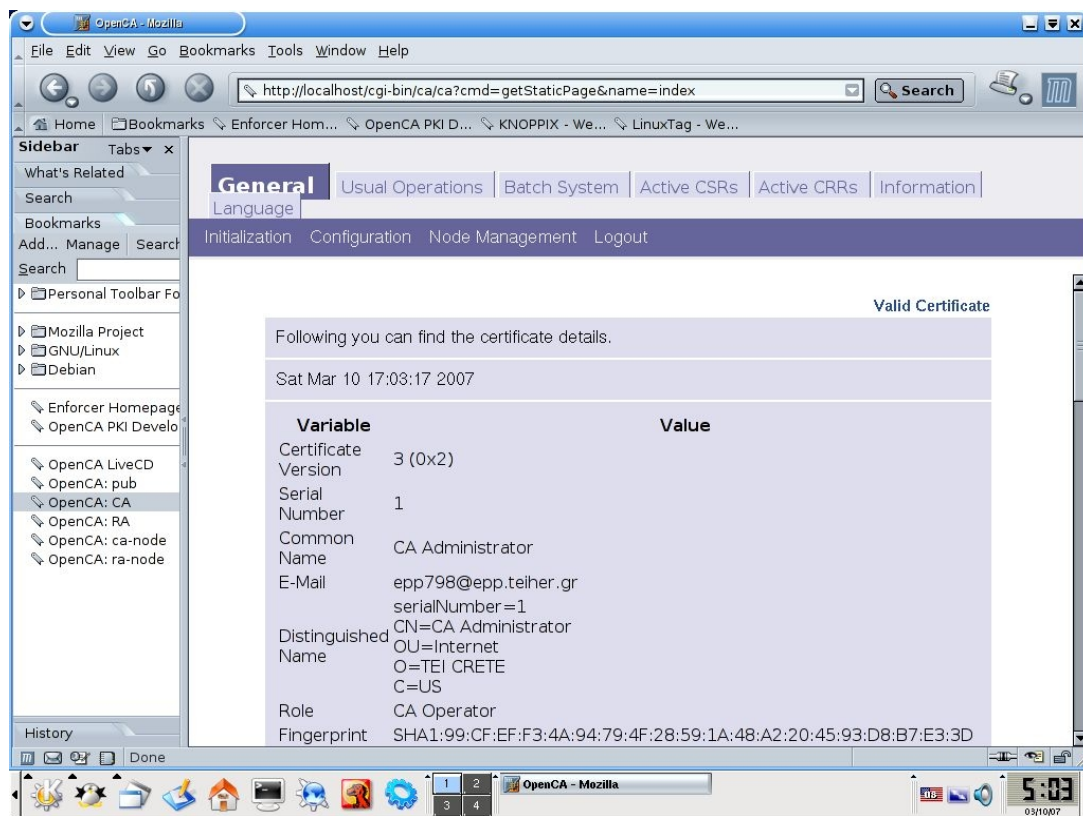 OpenCA - Mozilla
File Edit View Go Bookmarks Tools Window Help
http://localhost/cgi-bin/ca/ca?cmd=getStaticPage&name=index Search
Home Bookmarks Enforcer Hom... OpenCA PKI D... KNOPPIX - We... LinuxTag - We...
Sidebar Tabs x
What's Related
Search
Bookmarks
Add... Manage Search
Search
Personal Toolbar Fo
Mozilla Project
GNU/Linux
Debian
Enforcer Homepage
OpenCA PKI Develo
OpenCA LiveCD
OpenCA: pub
OpenCA: CA
OpenCA: RA
OpenCA: ca-node
OpenCA: ra-node
History
General Usual Operations Batch System Active CSRs Active CRRs Information
Language
Initialization Configuration Node Management Logout
Valid Certificate
Following you can find the certificate details.
Sat Mar 10 17:03:17 2007
Variable Value
Certificate
Version 3 (0x2)
Serial
Number 1
Common
Name CA Administrator
E-Mail epp798@epp.teiher.gr
Distinguished
Name
serialNumber=1
CN=CA Administrator
OU=Internet
O=TEI CRETE
C=US
Role CA Operator
Fingerprint SHA1:99:CF:EF:F3:4A:94:79:4F:28:59:1A:48:A2:20:45:93:D8:B7:E3:3D
Done
1 2
3 4
OpenCA - Mozilla
US
5:03
03/10/07